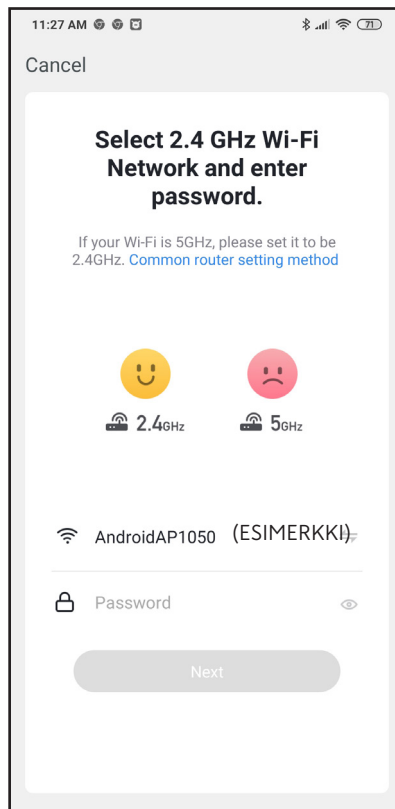 11:27 AM 71
Cancel
Select 2.4 GHz Wi-Fi
Network and enter
password.
If your Wi-Fi is 5GHz, please set it to be
2.4GHz. Common router setting method
2.4GHz 5GHz
AndroidAP1050 (ESIMERKKI)
Password
Next